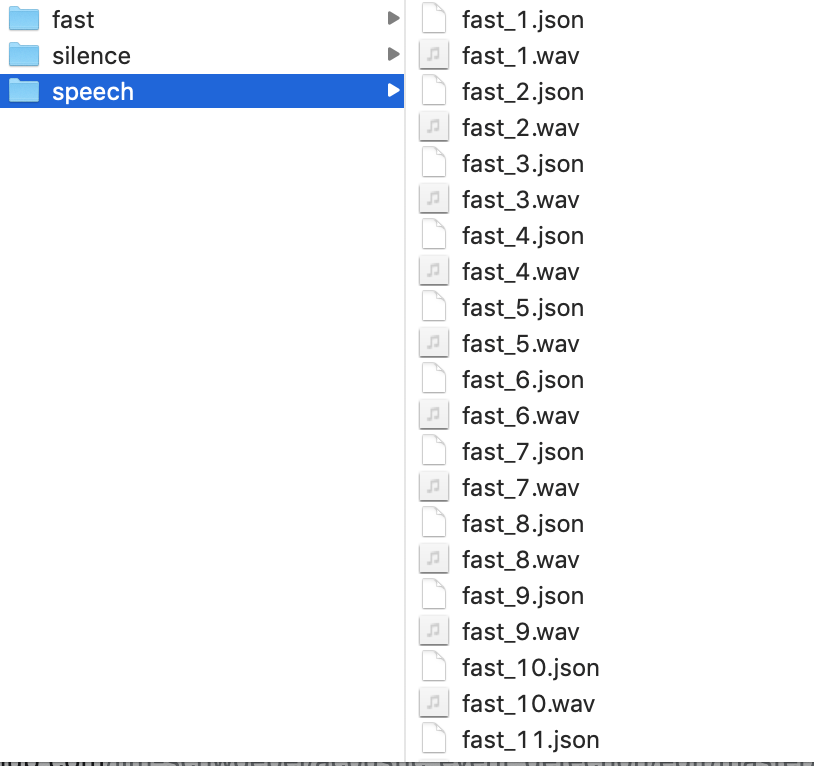 fast
silence
speech
fast_1.json
fast_1.wav
fast_2.json
fast_2.wav
fast_3.json
fast_3.wav
fast_4.json
fast_4.wav
fast_5.json
fast_5.wav
fast_6.json
fast_6.wav
fast_7.json
fast_7.wav
fast_8.json
fast_8.wav
fast_9.json
fast_9.wav
fast_10.json
fast_10.wav
fast_11.json